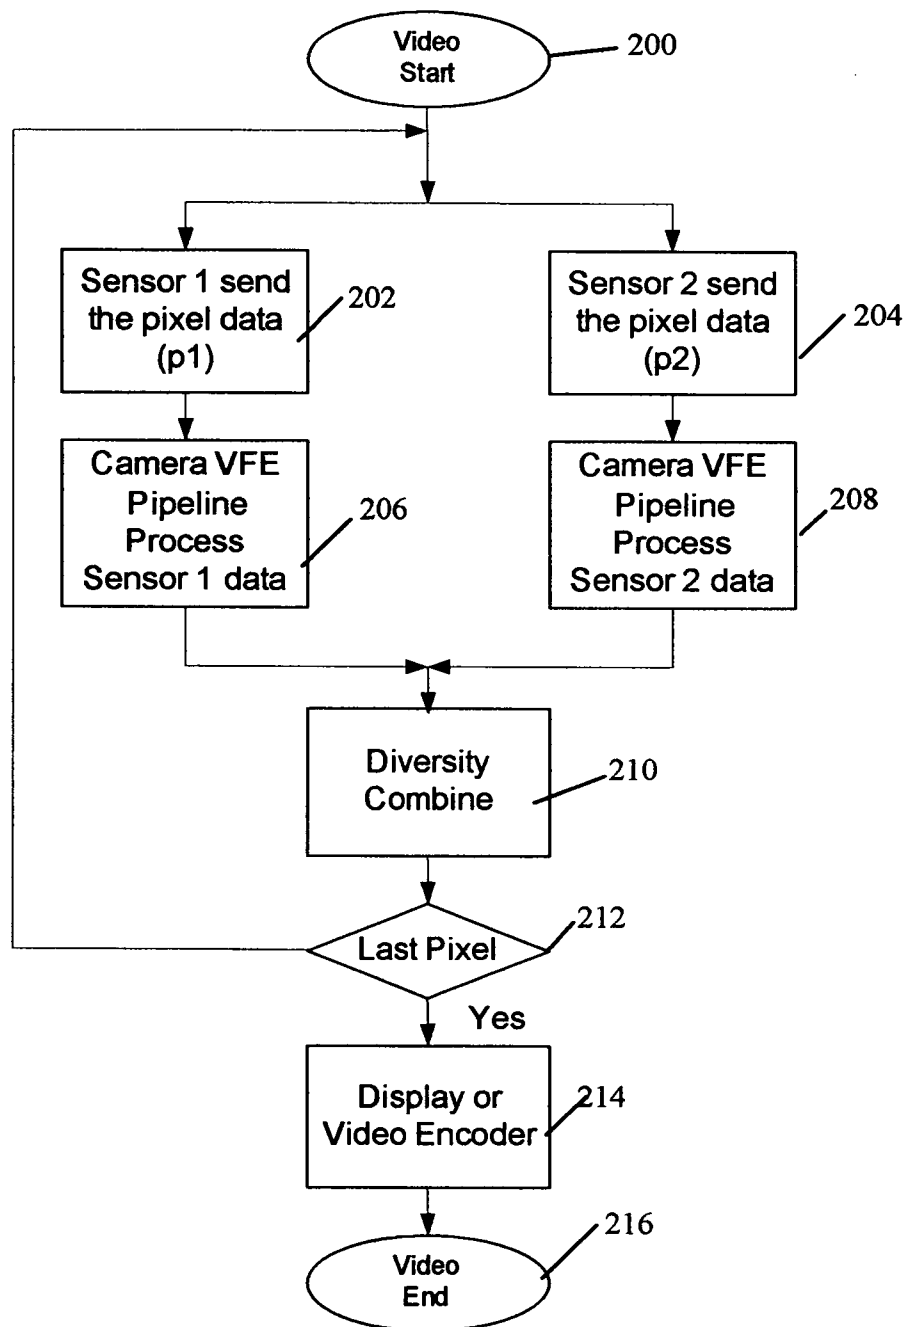 Video
Start
200
Sensor 1 send
the pixel data
(p1)
202
Sensor 2 send
the pixel data
(p2)
204
Camera VFE
Pipeline
Process
Sensor 1 data
206
Camera VFE
Pipeline
Process
Sensor 2 data
208
Diversity
Combine
210
Last Pixel
212
Yes
Display or
Video Encoder
214
Video
End
216